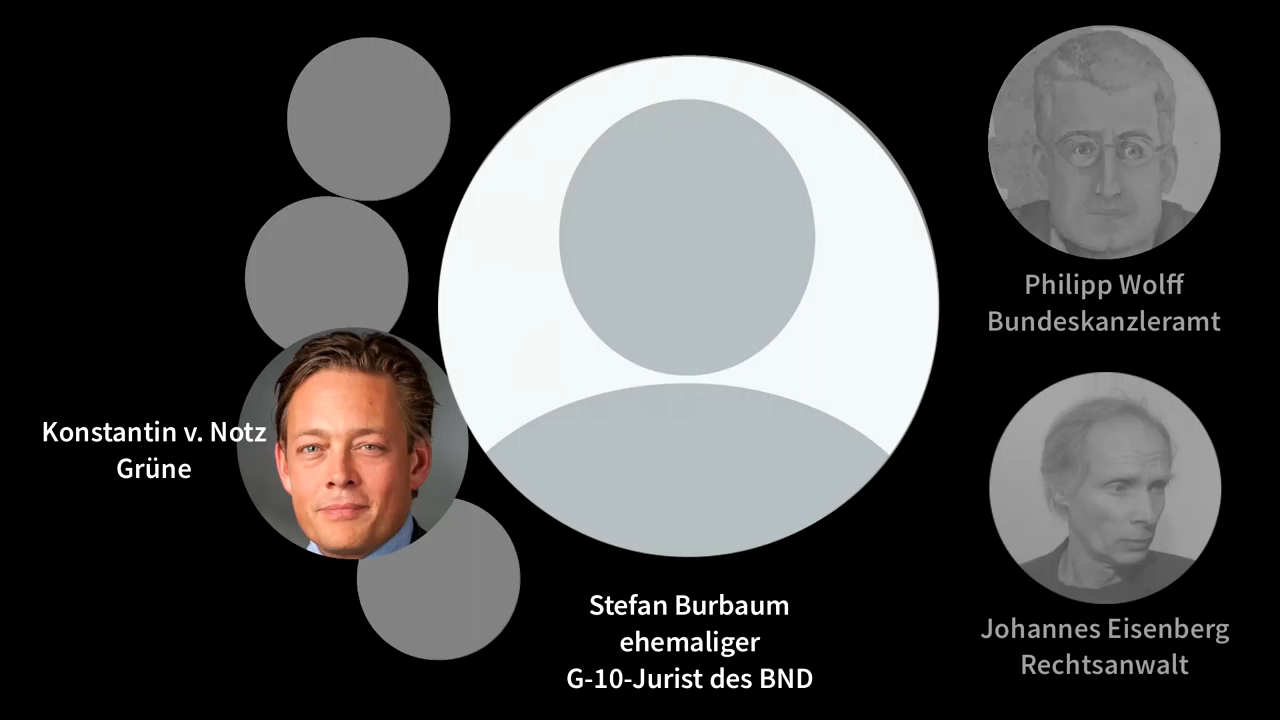 Konstantin v. Notz
Grüne
Stefan Burbaum
ehemaliger
G-10-Jurist des BND
Philipp Wolff
Bundeskanzleramt
Johannes Eisenberg
Rechtsanwalt